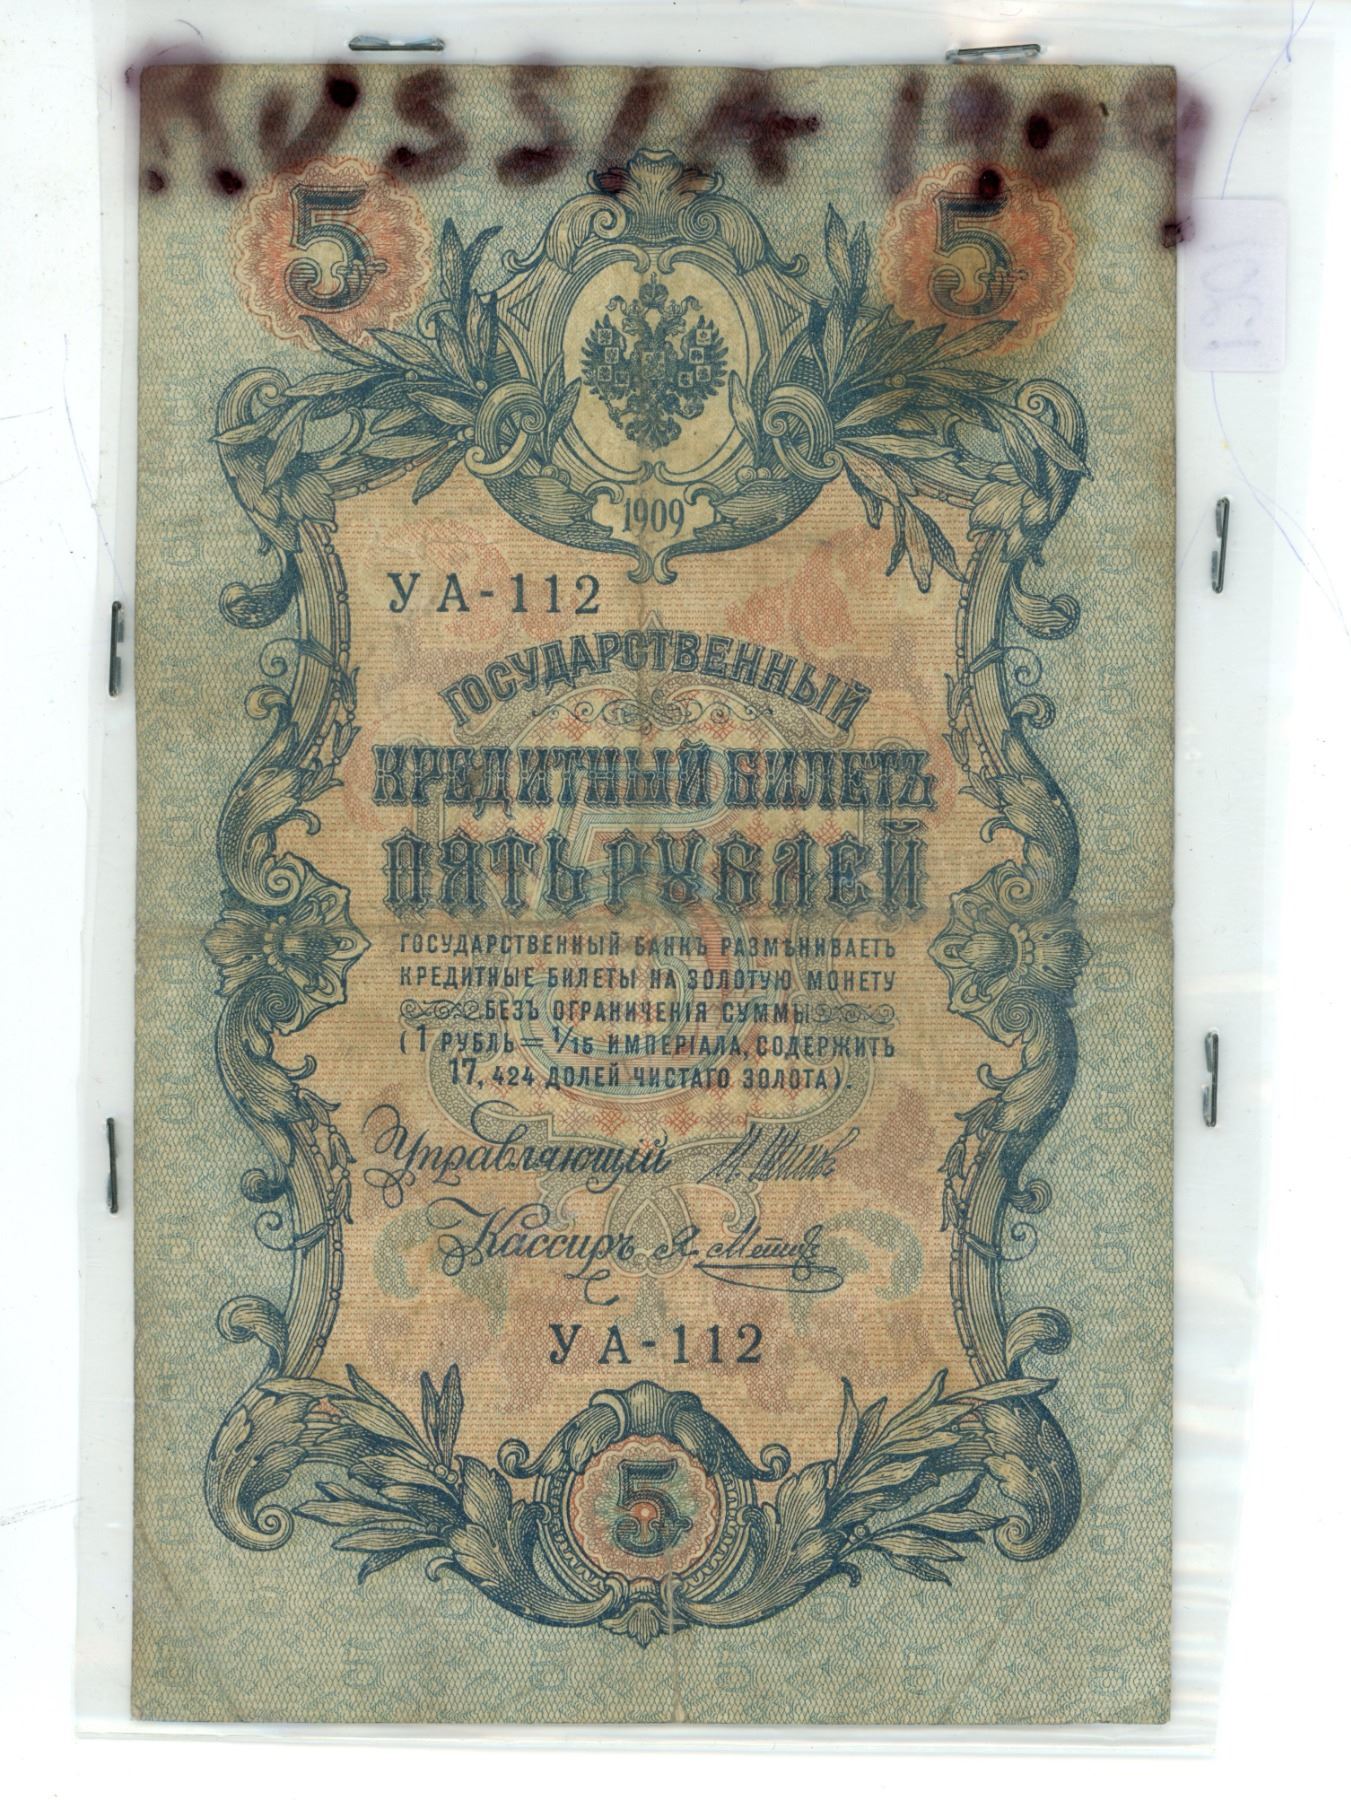 RUSSIA 1909
5 5
1909
УА-112
ГОСУДАРСТВЕННЫЙ
КРЕДИТНЫЙ БИЛЕТЪ
ПЯТЬ РУБЛЕЙ
ГОСУДАРСТВЕННЫЙ БАНКЪ РАЗМѢНИВАЕТЪ
КРЕДИТНЫЕ БИЛЕТЫ НА ЗОЛОТУЮ МОНЕТУ
БЕЗЪ ОГРАНИЧЕНІЯ СУММЫ
(1 РУБЛЬ = 1/15 ИМПЕРІАЛА, СОДЕРЖИТЪ
17,424 ДОЛЕЙ ЧИСТАГО ЗОЛОТА).
Управляющій
Кассиръ
УА-112
5